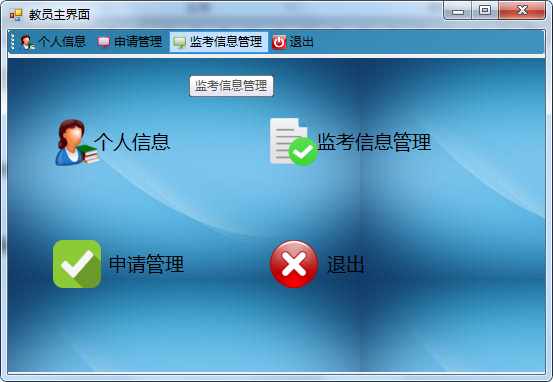 教员主界面
个人信息 申请管理 监考信息管理 退出
监考信息管理
个人信息 监考信息管理
申请管理 退出